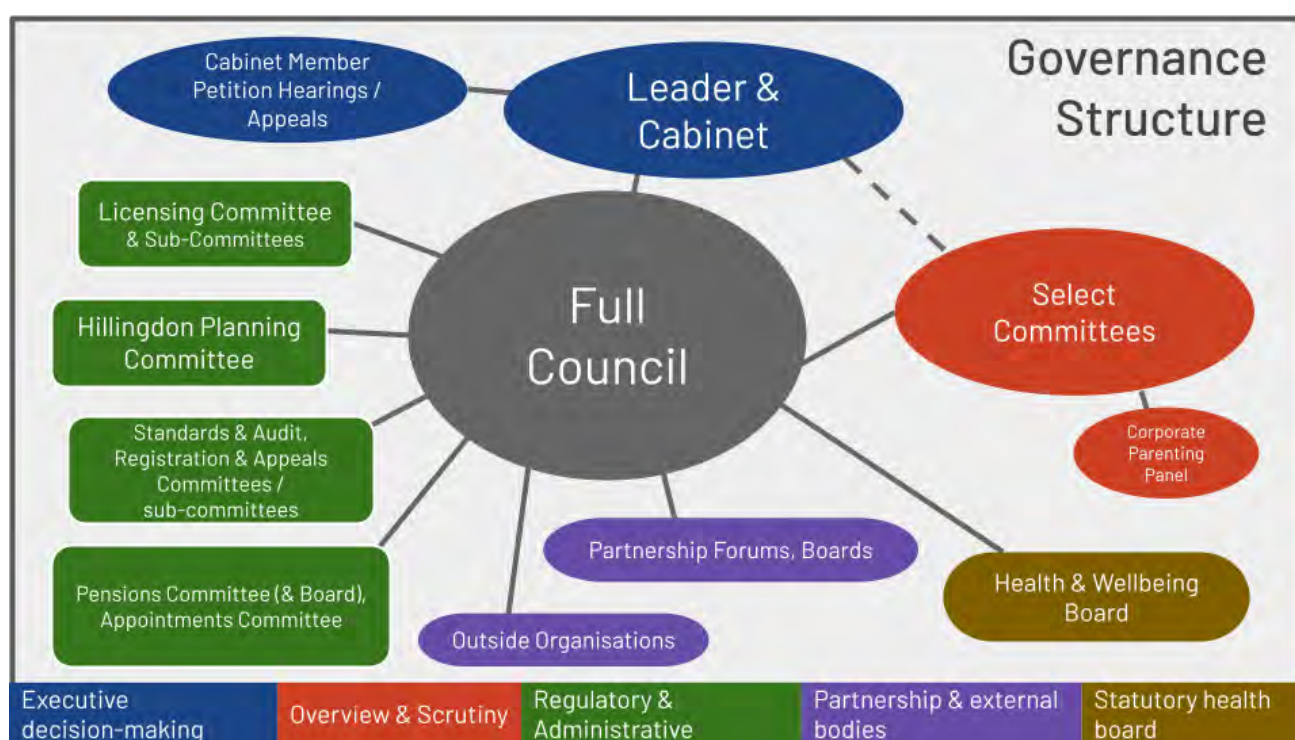 Governance
Structure
Cabinet Member
Petition Hearings /
Appeals
Leader &
Cabinet
Licensing Committee
& Sub-Committees
Hillingdon Planning
Committee
Standards & Audit,
Registration & Appeals
Committees /
sub-committees
Pensions Committee (& Board),
Appointments Committee
Full
Council
Select
Committees
Corporate
Parenting
Panel
Partnership Forums, Boards
Outside Organisations
Health & Wellbeing
Board
Executive
decision-making
Overview & Scrutiny
Regulatory &
Administrative
Partnership & external
bodies
Statutory health
board